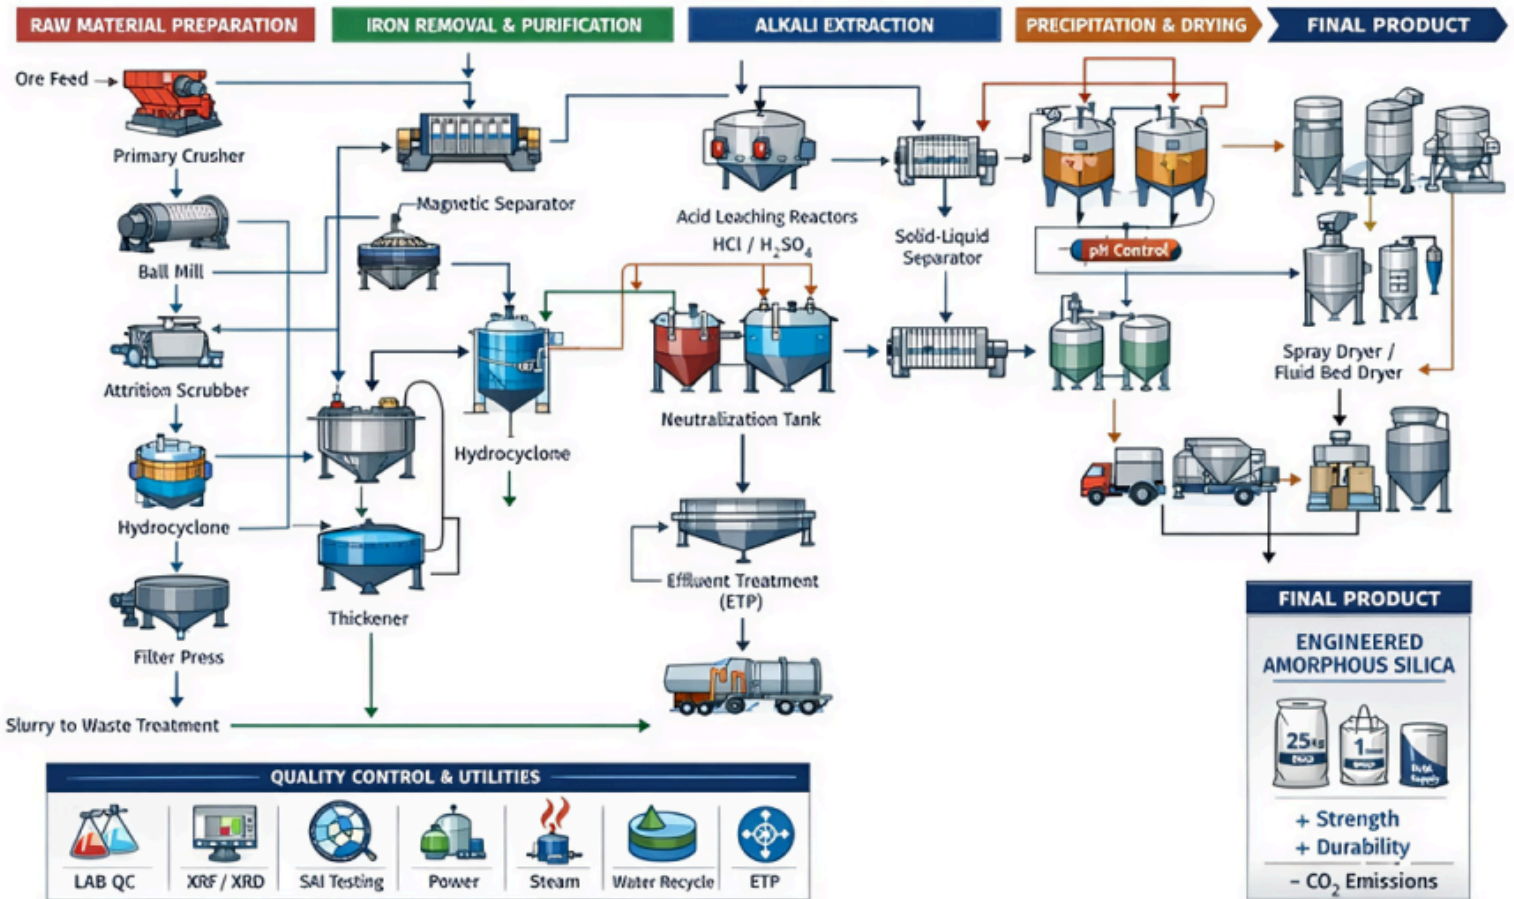 RAW MATERIAL PREPARATION
IRON REMOVAL & PURIFICATION
ALKALI EXTRACTION
PRECIPITATION & DRYING
FINAL PRODUCT
Ore Feed
Primary Crusher
Ball Mill
Attrition Scrubber
Hydrocyclone
Filter Press
Slurry to Waste Treatment
Magnetic Separator
Hydrocyclone
Thickener
Acid Leaching Reactors
HCl / H₂SO₄
Solid-Liquid
Separator
Neutralization Tank
Effluent Treatment
(ETP)
pH Control
Spray Dryer /
Fluid Bed Dryer
FINAL PRODUCT
ENGINEERED
AMORPHOUS SILICA
25
1
+ Strength
+ Durability
− CO₂ Emissions
QUALITY CONTROL & UTILITIES
LAB QC
XRF / XRD
SAI Testing
Power
Steam
Water Recycle
ETP